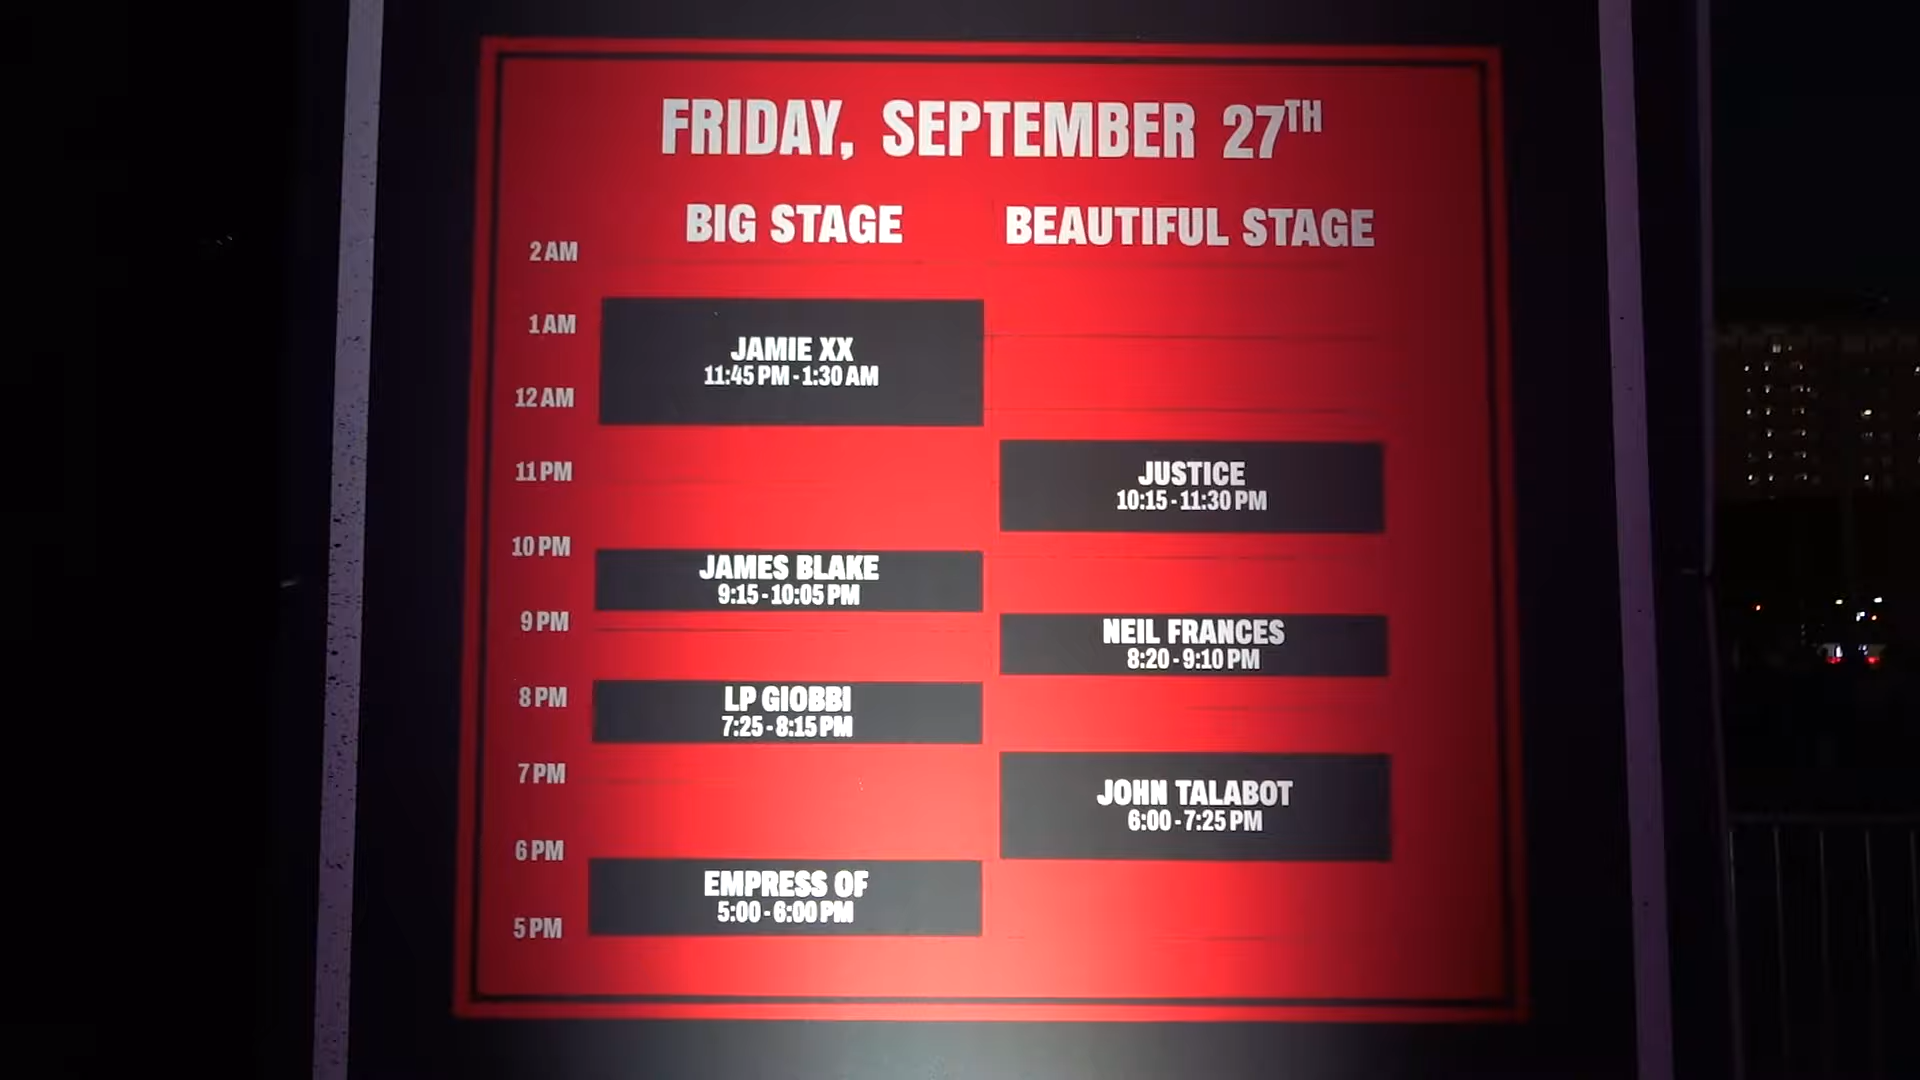 FRIDAY, SEPTEMBER 27TH
BIG STAGE
BEAUTIFUL STAGE
2 AM
1 AM
JAMIE XX
11:45 PM - 1:30 AM
12 AM
11 PM
JUSTICE
10:15 - 11:30 PM
10 PM
JAMES BLAKE
9:15 - 10:05 PM
9 PM
NEIL FRANCES
8:20 - 9:10 PM
8 PM
LP GIOBBI
7:25 - 8:15 PM
7 PM
JOHN TALABOT
6:00 - 7:25 PM
6 PM
EMPRESS OF
5:00 - 6:00 PM
5 PM